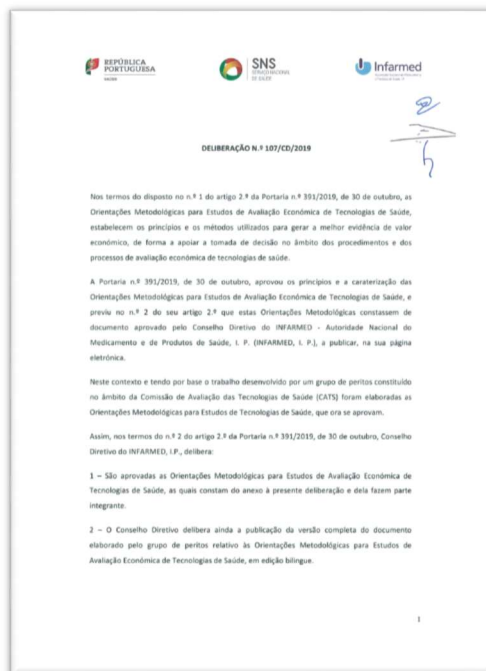 REPÚBLICA
PORTUGUESA
SAÚDE
SNS
SERVIÇO NACIONAL
DE SAÚDE
Infarmed
DELIBERAÇÃO N.º 107/CD/2019
Nos termos do disposto no n.º 1 do artigo 2.º da Portaria n.º 391/2019, de 30 de outubro, as
Orientações Metodológicas para Estudos de Avaliação Económica de Tecnologias de Saúde,
estabelecem os princípios e os métodos utilizados para gerar a melhor evidência de valor
económico, de forma a apoiar a tomada de decisão no âmbito dos procedimentos e dos
processos de avaliação económica de tecnologias de saúde.
A Portaria n.º 391/2019, de 30 de outubro, aprovou os princípios e a caraterização das
Orientações Metodológicas para Estudos de Avaliação Económica de Tecnologias de Saúde, e
previu no n.º 2 do seu artigo 2.º que estas Orientações Metodológicas constassem de
documento aprovado pelo Conselho Diretivo do INFARMED - Autoridade Nacional do
Medicamento e de Produtos de Saúde, I. P. (INFARMED, I. P.), a publicar, na sua página
eletrónica.
Neste contexto e tendo por base o trabalho desenvolvido por um grupo de peritos constituído
no âmbito da Comissão de Avaliação das Tecnologias de Saúde (CATS) foram elaboradas as
Orientações Metodológicas para Estudos de Tecnologias de Saúde, que ora se aprovam.
Assim, nos termos do n.º 2 do artigo 2.º da Portaria n.º 391/2019, de 30 de outubro, Conselho
Diretivo do INFARMED, I.P., delibera:
1 – São aprovadas as Orientações Metodológicas para Estudos de Avaliação Económica de
Tecnologias de Saúde, as quais constam do anexo à presente deliberação e dela fazem parte
integrante.
2 – O Conselho Diretivo delibera ainda a publicação da versão completa do documento
elaborado pelo grupo de peritos relativo às Orientações Metodológicas para Estudos de
Avaliação Económica de Tecnologias de Saúde, em edição bilingue.
1